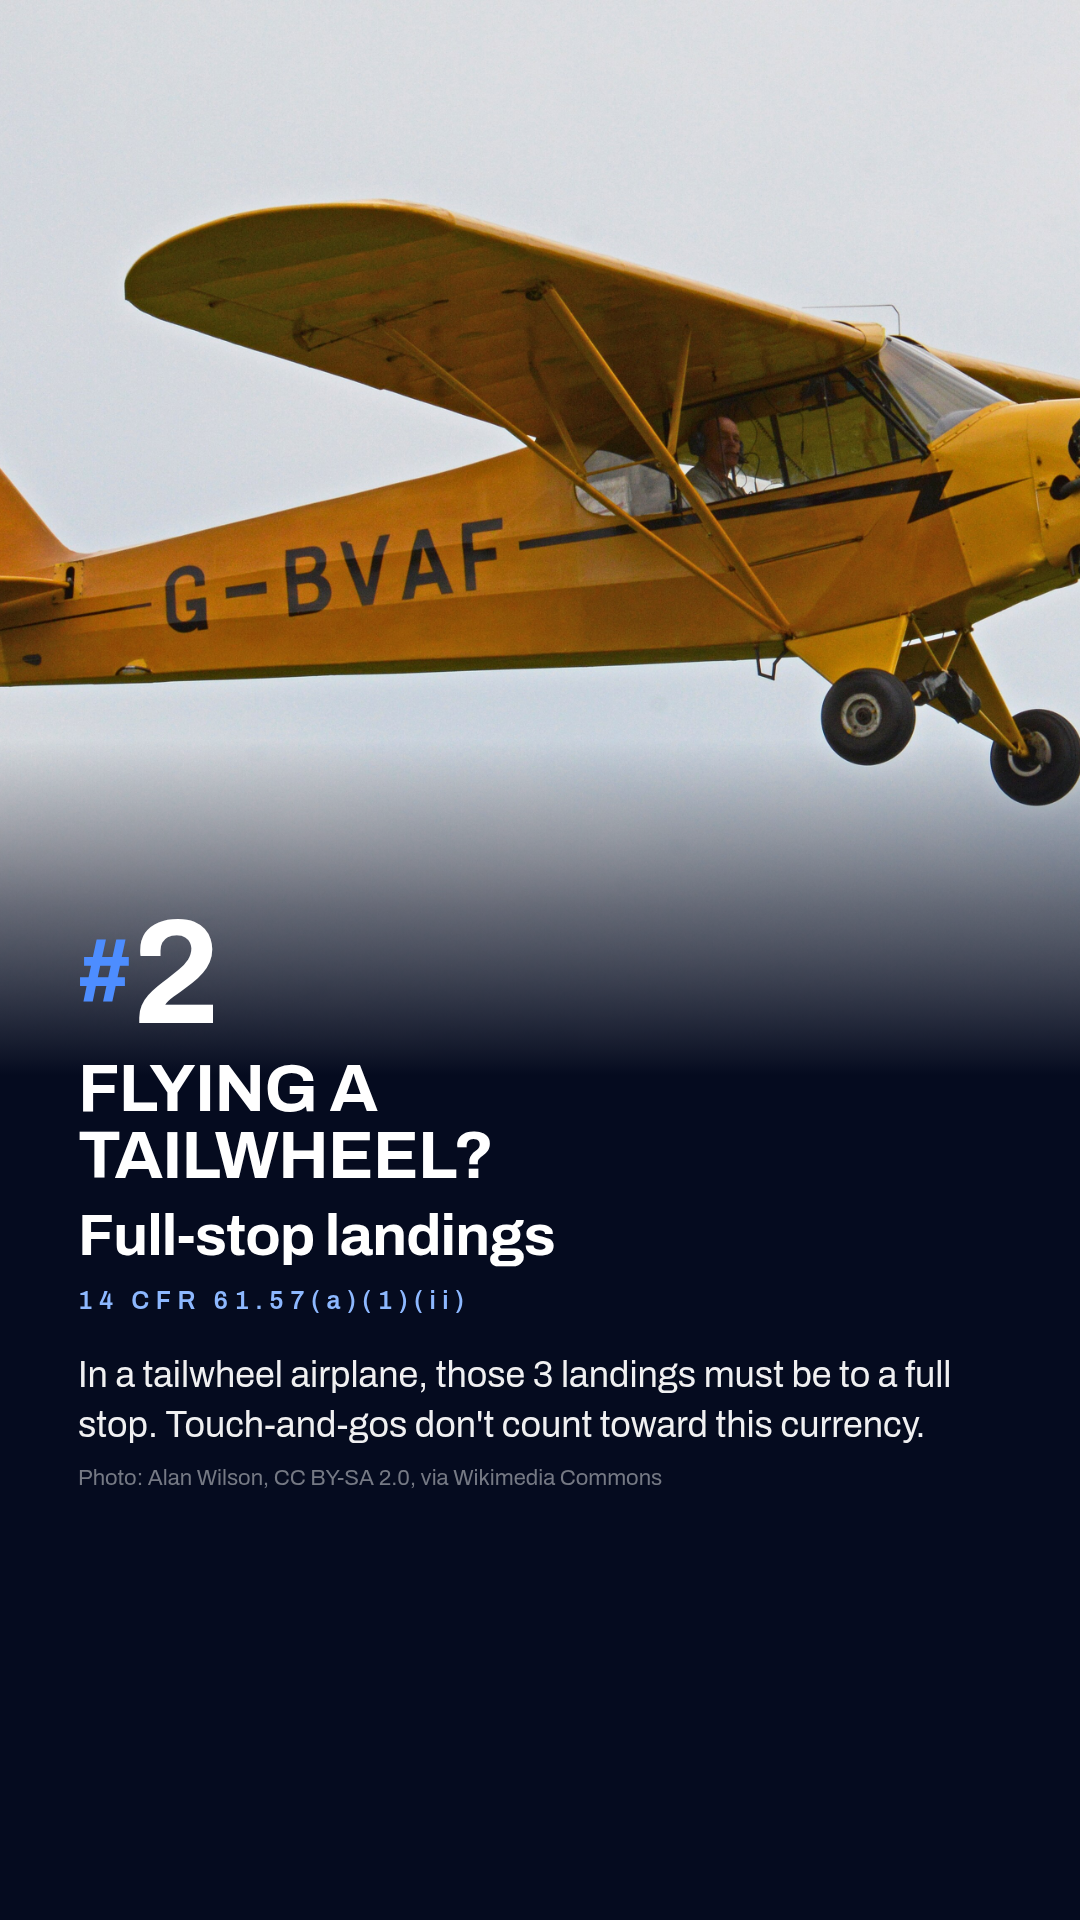 G-BVAF
#2
FLYING A
TAILWHEEL?
Full-stop landings
14 CFR 61.57(a)(1)(ii)
In a tailwheel airplane, those 3 landings must be to a full
stop. Touch-and-gos don't count toward this currency.
Photo: Alan Wilson, CC BY-SA 2.0, via Wikimedia Commons